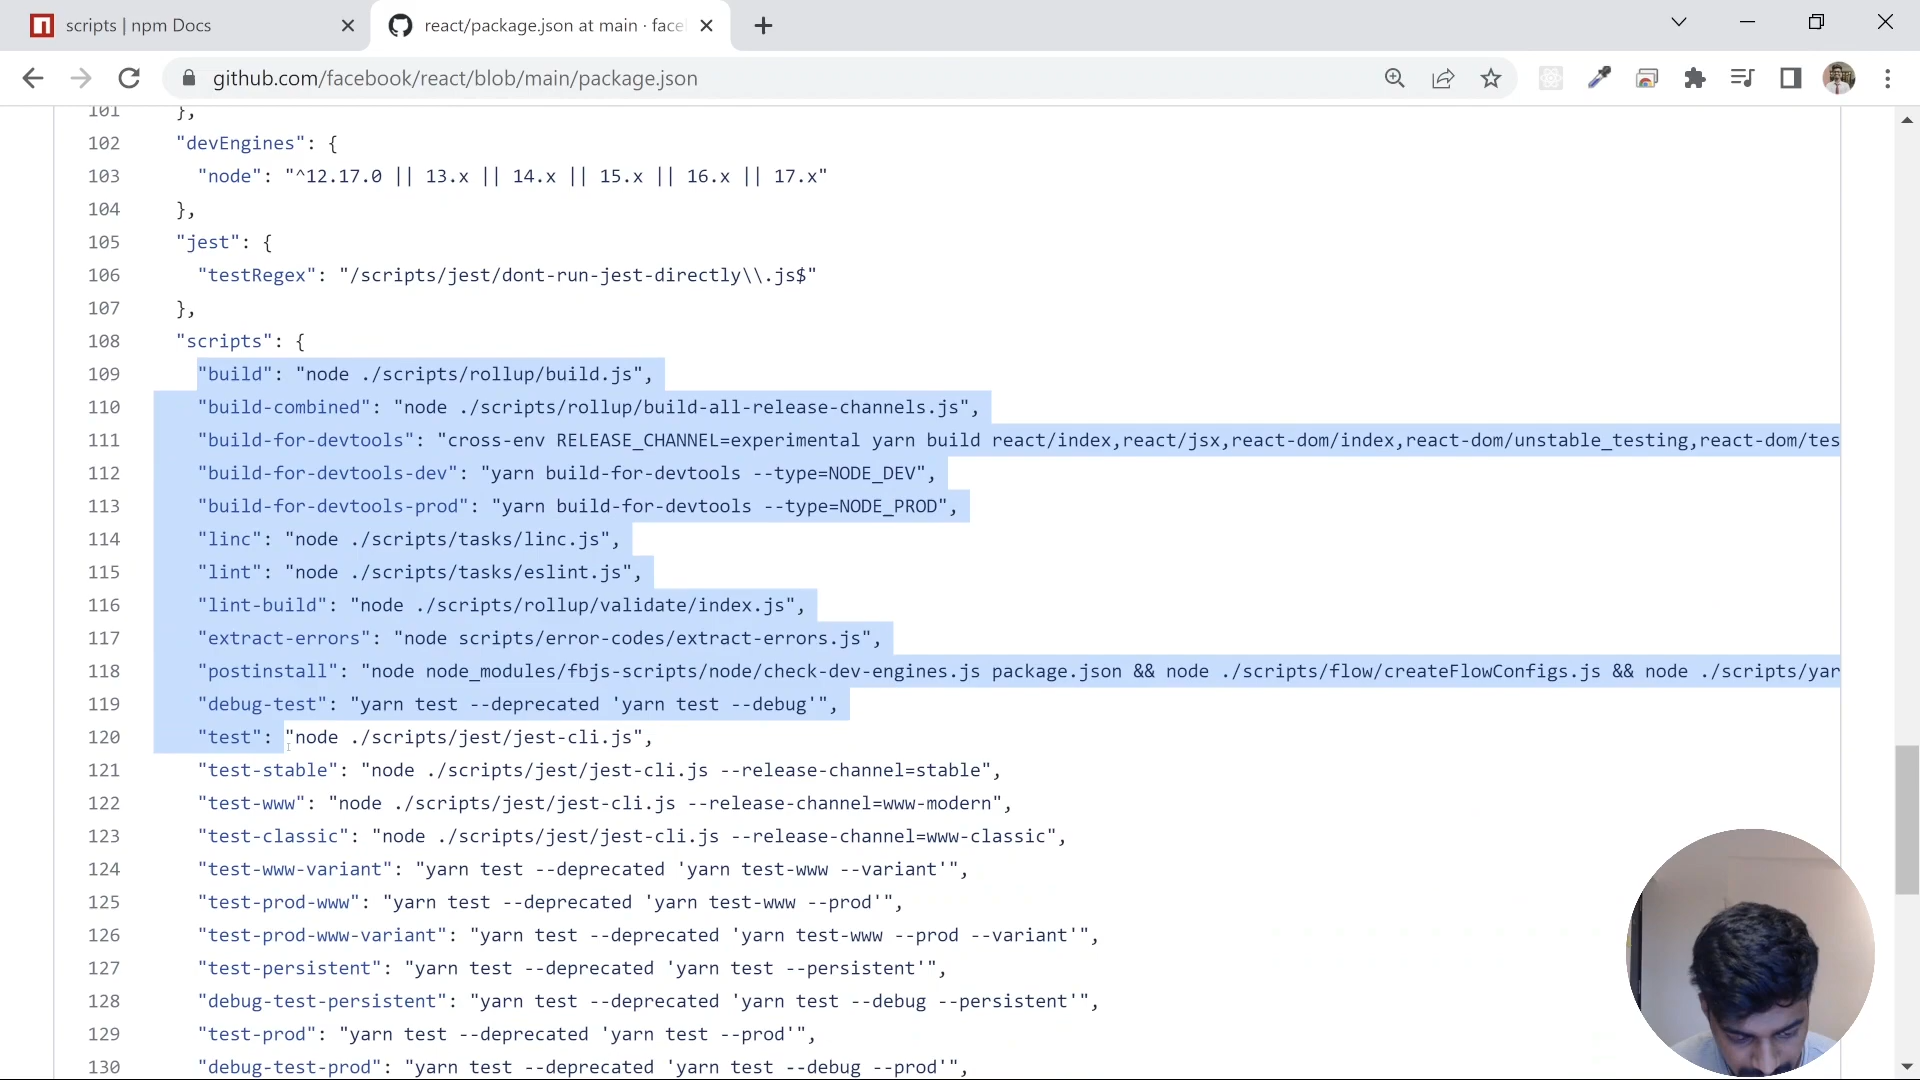 scripts | npm Docs
react/package.json at main · face
github.com/facebook/react/blob/main/package.json
101 },
102 "devEngines": {
103 "node": "^12.17.0 || 13.x || 14.x || 15.x || 16.x || 17.x"
104 },
105 "jest": {
106 "testRegex": "/scripts/jest/dont-run-jest-directly\\.js$"
107 },
108 "scripts": {
109 "build": "node ./scripts/rollup/build.js",
110 "build-combined": "node ./scripts/rollup/build-all-release-channels.js",
111 "build-for-devtools": "cross-env RELEASE_CHANNEL=experimental yarn build react/index,react/jsx,react-dom/index,react-dom/unstable_testing,react-dom/tes
112 "build-for-devtools-dev": "yarn build-for-devtools --type=NODE_DEV",
113 "build-for-devtools-prod": "yarn build-for-devtools --type=NODE_PROD",
114 "linc": "node ./scripts/tasks/linc.js",
115 "lint": "node ./scripts/tasks/eslint.js",
116 "lint-build": "node ./scripts/rollup/validate/index.js",
117 "extract-errors": "node scripts/error-codes/extract-errors.js",
118 "postinstall": "node node_modules/fbjs-scripts/node/check-dev-engines.js package.json && node ./scripts/flow/createFlowConfigs.js && node ./scripts/yar
119 "debug-test": "yarn test --deprecated 'yarn test --debug'",
120 "test": "node ./scripts/jest/jest-cli.js",
121 "test-stable": "node ./scripts/jest/jest-cli.js --release-channel=stable",
122 "test-www": "node ./scripts/jest/jest-cli.js --release-channel=www-modern",
123 "test-classic": "node ./scripts/jest/jest-cli.js --release-channel=www-classic",
124 "test-www-variant": "yarn test --deprecated 'yarn test-www --variant'",
125 "test-prod-www": "yarn test --deprecated 'yarn test-www --prod'",
126 "test-prod-www-variant": "yarn test --deprecated 'yarn test-www --prod --variant'",
127 "test-persistent": "yarn test --deprecated 'yarn test --persistent'",
128 "debug-test-persistent": "yarn test --deprecated 'yarn test --debug --persistent'",
129 "test-prod": "yarn test --deprecated 'yarn test --prod'",
130 "debug-test-prod": "yarn test --deprecated 'yarn test --debug --prod'",